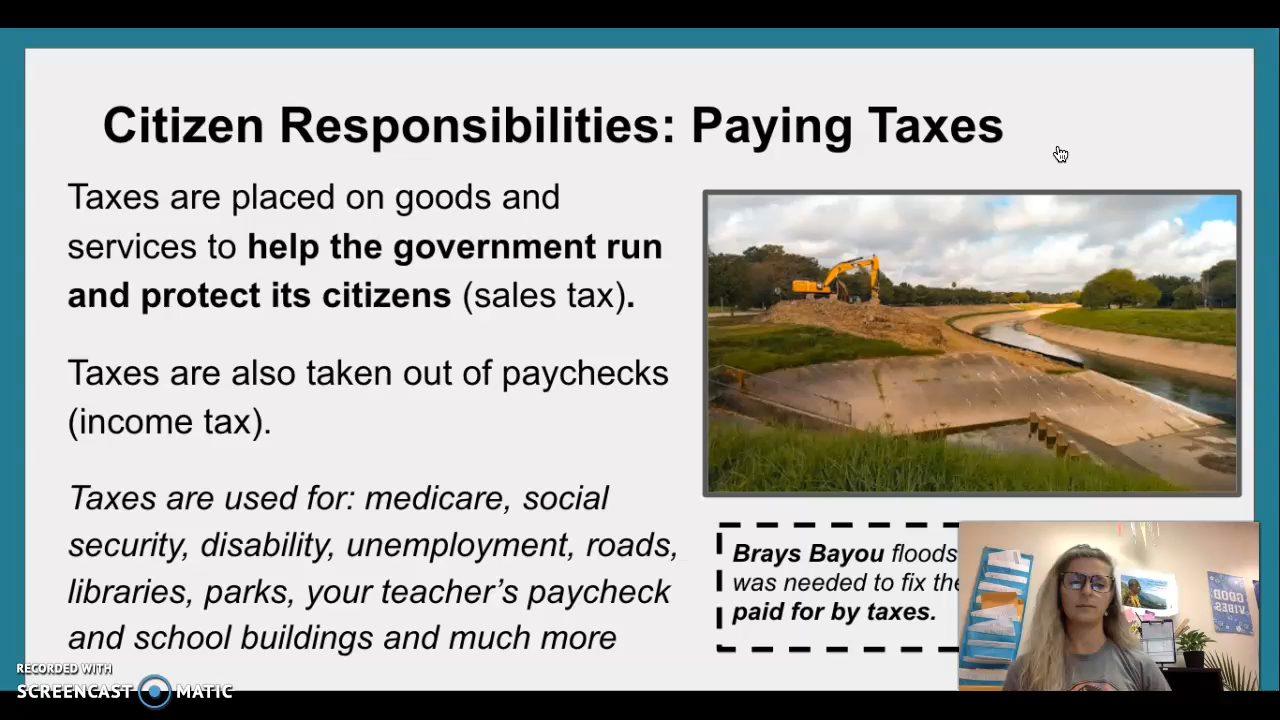 Citizen Responsibilities: Paying Taxes
Taxes are placed on goods and
services to help the government run
and protect its citizens (sales tax).
Taxes are also taken out of paychecks
(income tax).
Taxes are used for: medicare, social
security, disability, unemployment, roads,
libraries, parks, your teacher's paycheck
and school buildings and much more
Brays Bayou floods
was needed to fix the
paid for by taxes.
GOOD
VIBES
RECORDED WITH
SCREENCAST MATIC